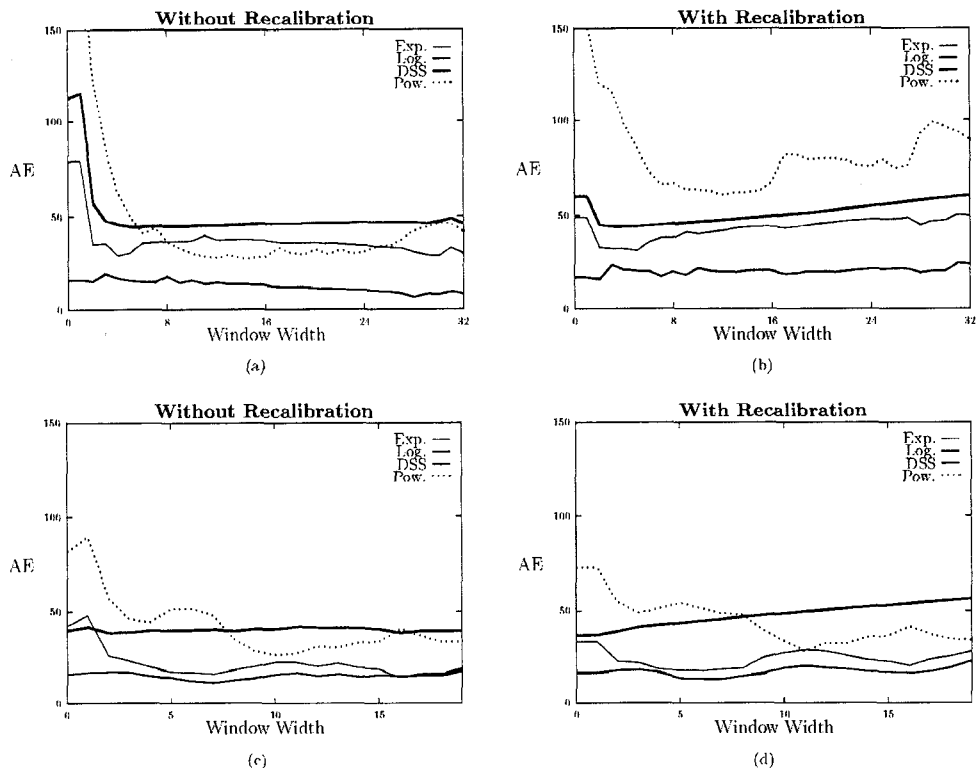 Without Recalibration
150
100
50
0
AE
Exp.
Log.
DSS
Pow.
0 8 16 24 32
Window Width
(a)
With Recalibration
150
100
50
0
AE
Exp.
Log.
DSS
Pow.
0 8 16 24 32
Window Width
(b)
Without Recalibration
150
100
50
0
AE
Exp.
Log.
DSS
Pow.
0 5 10 15
Window Width
(c)
With Recalibration
150
100
50
0
AE
Exp.
Log.
DSS
Pow.
0 5 10 15
Window Width
(d)